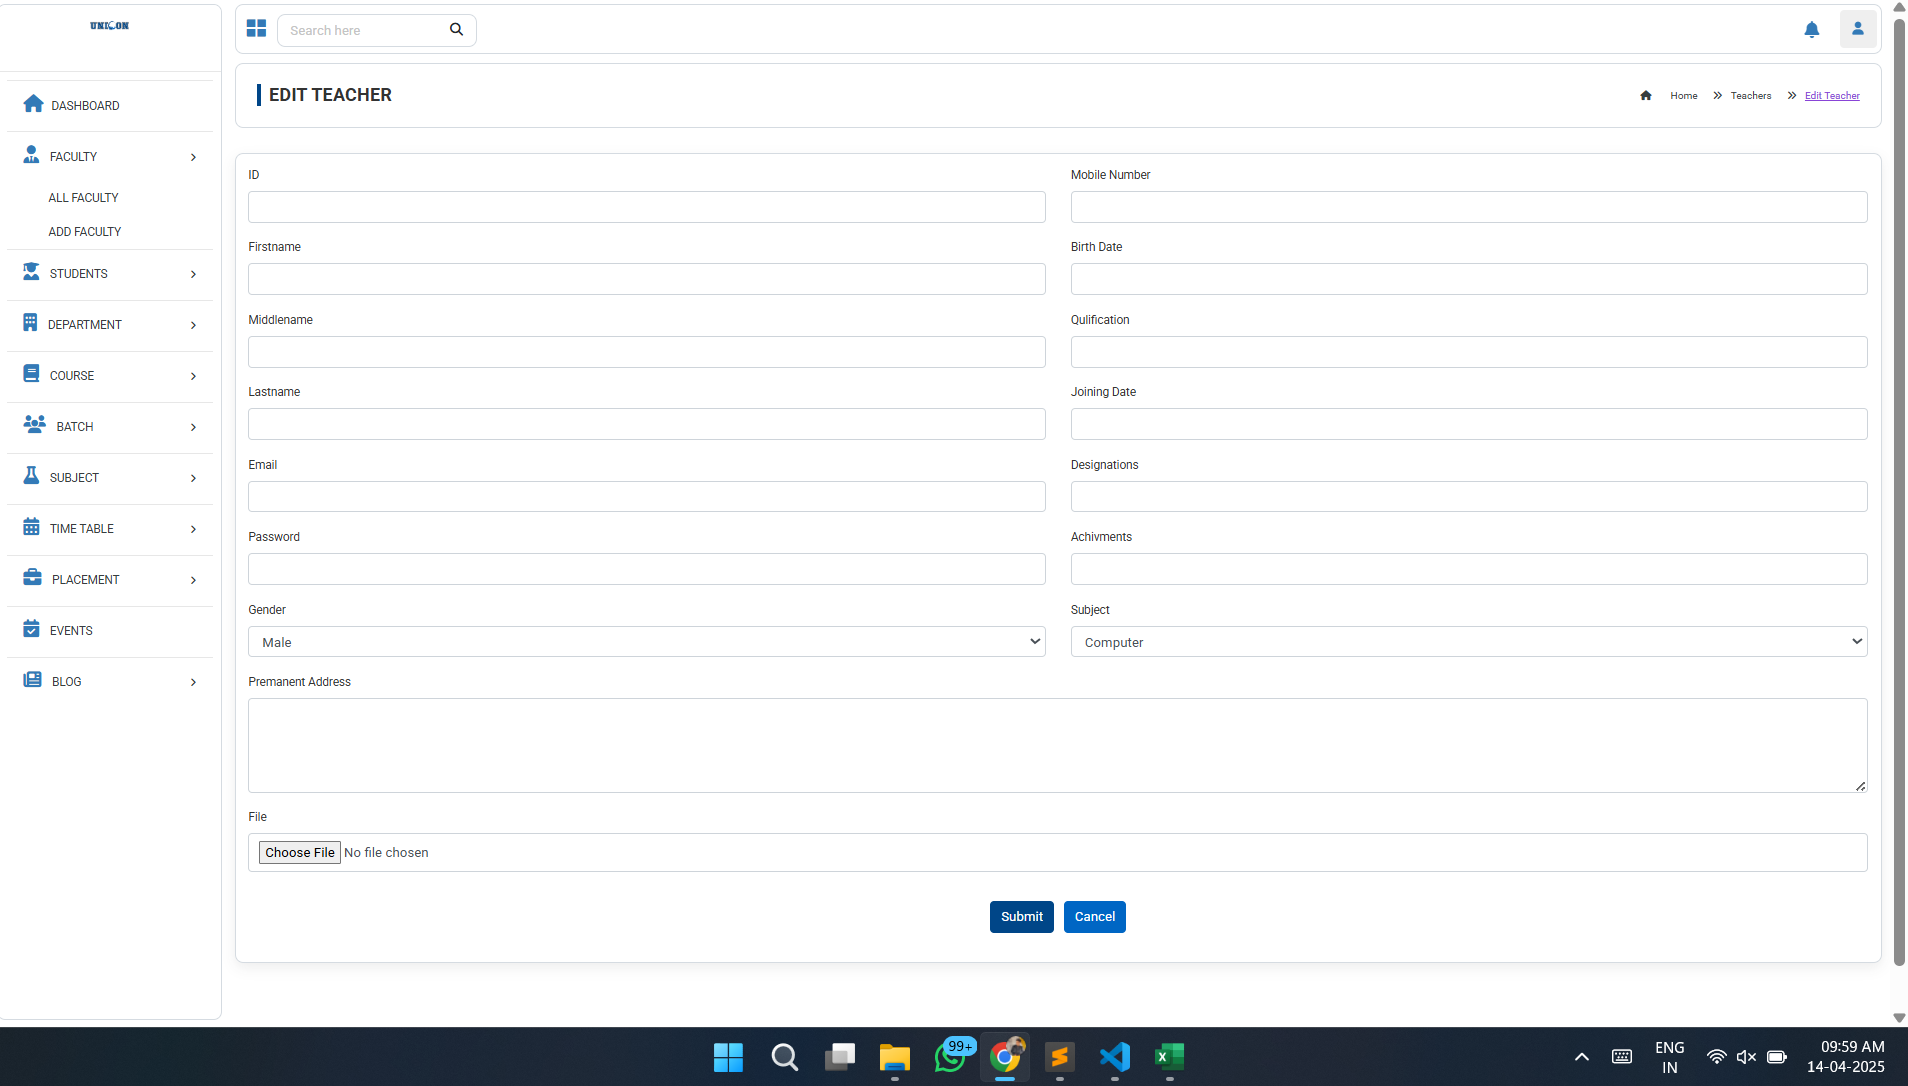 UNICON
Search here
EDIT TEACHER
Home
Teachers
Edit Teacher
DASHBOARD
FACULTY
ALL FACULTY
ADD FACULTY
STUDENTS
DEPARTMENT
COURSE
BATCH
SUBJECT
TIME TABLE
PLACEMENT
EVENTS
BLOG
ID
Mobile Number
Firstname
Birth Date
Middlename
Qulification
Lastname
Joining Date
Email
Designations
Password
Achivments
Gender
Male
Subject
Computer
Premanent Address
File
Choose File No file chosen
Submit
Cancel
99+
ENG
IN
09:59 AM
14-04-2025